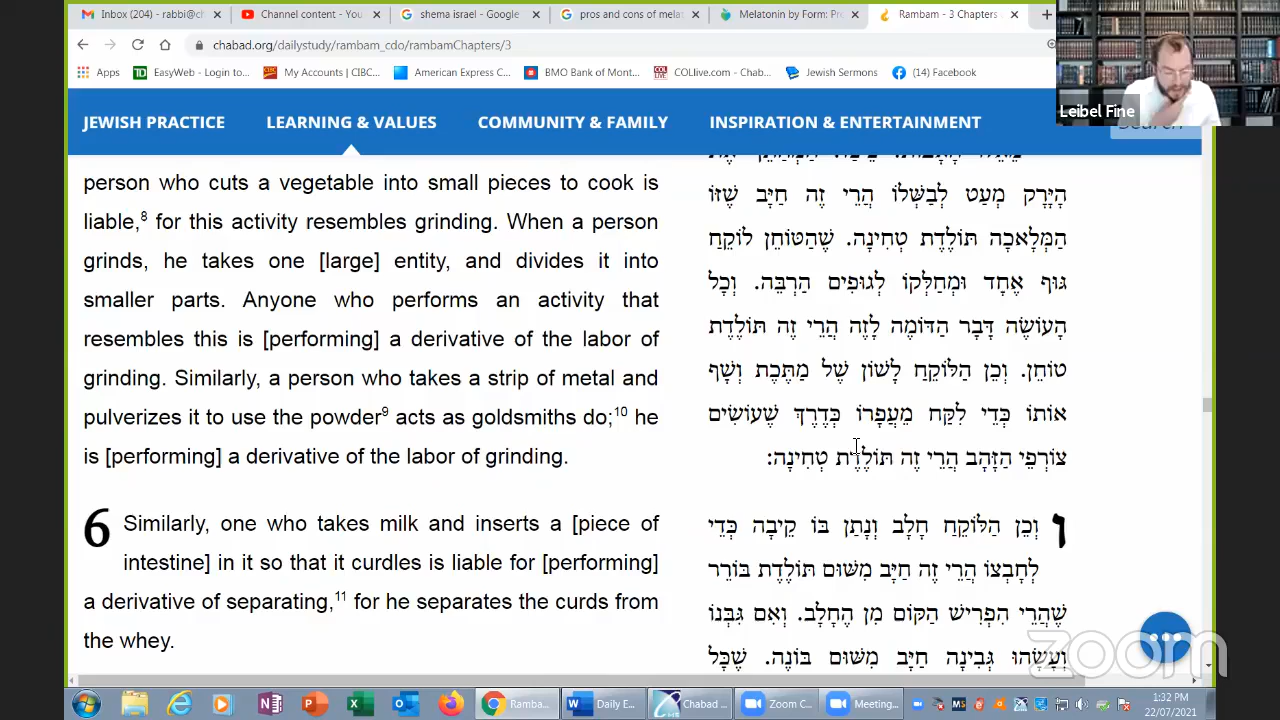 Inbox (204) - rabbi@ch
Channel content - You
shema israel - Google
pros and cons of melat
Melatonin by Form: Pr
Rambam - 3 Chapters
chabad.org/dailystudy/rambam_cdo/rambamChapters/3
Apps
EasyWeb - Login to...
My Accounts | CIBC...
American Express C...
BMO Bank of Mont...
COLlive.com - Chab...
Jewish Sermons
(14) Facebook
Leibel Fine
JEWISH PRACTICE
LEARNING & VALUES
COMMUNITY & FAMILY
INSPIRATION & ENTERTAINMENT
Search
person who cuts a vegetable into small pieces to cook is
liable,8 for this activity resembles grinding. When a person
grinds, he takes one [large] entity, and divides it into
smaller parts. Anyone who performs an activity that
resembles this is [performing] a derivative of the labor of
grinding. Similarly, a person who takes a strip of metal and
pulverizes it to use the powder9 acts as goldsmiths do;10 he
is [performing] a derivative of the labor of grinding.
הַיָּרָק מְעַט לְבַשְּׁלוֹ הֲרֵי זֶה חַיָּב שֶׁזּוֹ
הַמְּלָאכָה תּוֹלֶדֶת טְחִינָה. שֶׁהַטּוֹחֵן לוֹקֵחַ
גּוּף אֶחָד וּמְחַלְּקוֹ לְגוּפִים הַרְבֵּה. וְכָל
הָעוֹשֶׂה דָּבָר הַדּוֹמֶה לָזֶה הֲרֵי זֶה תּוֹלֶדֶת
טוֹחֵן. וְכֵן הַלּוֹקֵחַ לָשׁוֹן שֶׁל מַתֶּכֶת וְשָׁף
אוֹתוֹ כְּדֵי לִקַּח מֵעֲפָרוֹ כְּדֶרֶךְ שֶׁעוֹשִׂים
צוֹרְפֵי הַזָּהָב הֲרֵי זֶה תּוֹלֶדֶת טְחִינָה:
6 Similarly, one who takes milk and inserts a [piece of
intestine] in it so that it curdles is liable for [performing]
a derivative of separating,11 for he separates the curds from
the whey.
ו וְכֵן הַלּוֹקֵחַ חָלָב וְנָתַן בּוֹ קֵיבָה כְּדֵי
לְחַבְּצוֹ הֲרֵי זֶה חַיָּב מִשּׁוּם תּוֹלֶדֶת בּוֹרֵר
שֶׁהֲרֵי הִפְרִישׁ הַקּוֹם מִן הֶחָלָב. וְאִם גִּבְּנוֹ
וְעָשָׂהוּ גְּבִינָה חַיָּב מִשּׁוּם בּוֹנֶה. שֶׁכָּל
zoom
Ramba...
Daily E...
Chabad ...
Zoom C...
Meeting...
1:32 PM
22/07/2021